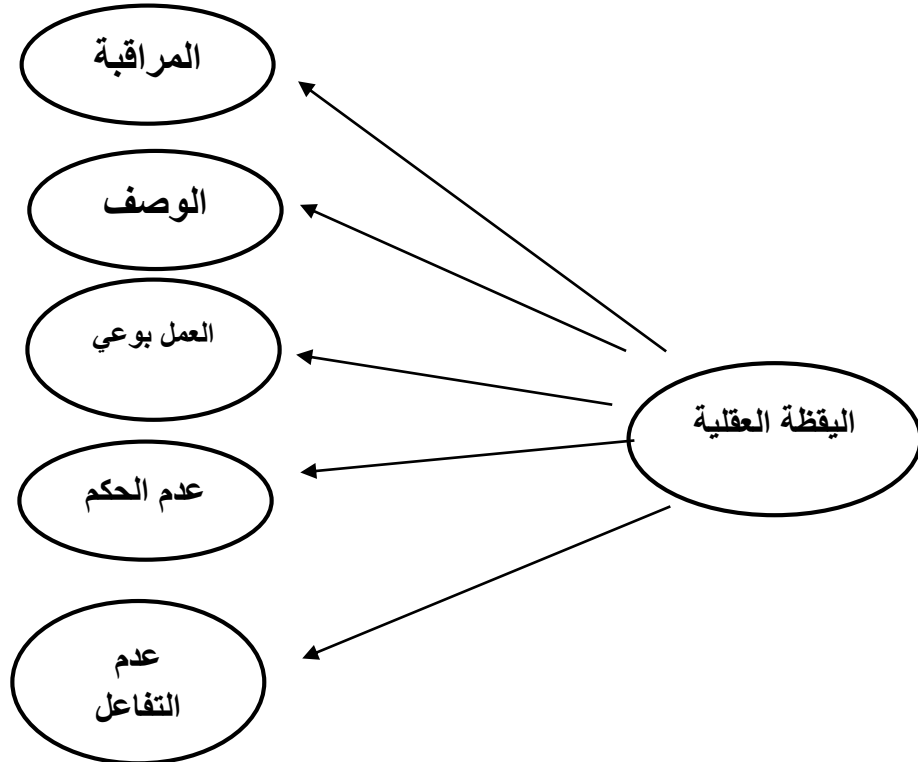 المراقبة
الوصف
العمل بوعي
اليقظة العقلية
عدم الحكم
عدم
التفاعل